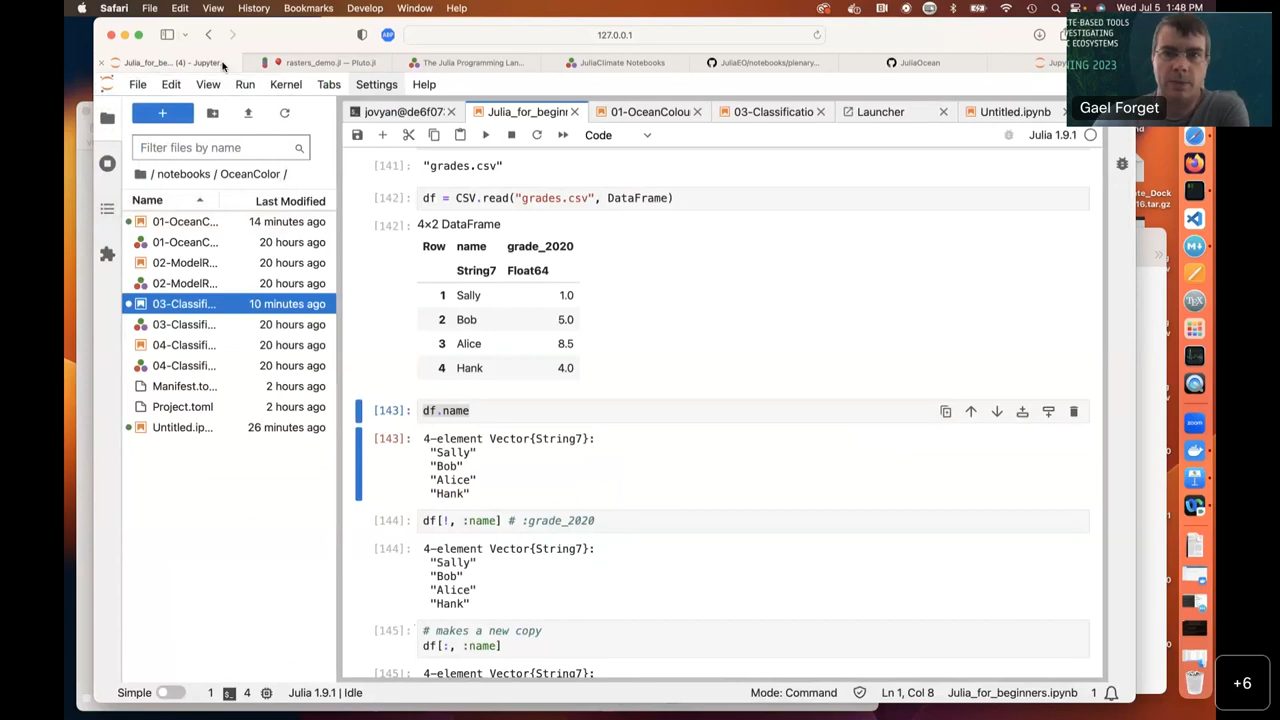 Safari File Edit View History Bookmarks Develop Window Help
Wed Jul 5 1:48 PM
127.0.0.1
Julia_for_be... (4) - Jupyter...
rasters_demo.jl — Pluto.jl
The Julia Programming Lan...
JuliaClimate Notebooks
JuliaEO/notebooks/plenary...
JuliaOcean
TE-BASED TOOLS
VESTIGATING
C ECOSYSTEMS
NING 2023
Gael Forget
File Edit View Run Kernel Tabs Settings Help
jovyan@de6f07:
Julia_for_beginn
01-OceanColou
03-Classificatio
Launcher
Untitled.ipynb
Code
Julia 1.9.1
Filter files by name
/ notebooks / OceanColor /
Name Last Modified
01-OceanC... 14 minutes ago
01-OceanC... 20 hours ago
02-ModelR... 20 hours ago
02-ModelR... 20 hours ago
03-Classifi... 10 minutes ago
03-Classifi... 20 hours ago
04-Classifi... 20 hours ago
04-Classifi... 20 hours ago
Manifest.to... 2 hours ago
Project.toml 2 hours ago
Untitled.ip... 26 minutes ago
[141]: "grades.csv"
[142]: df = CSV.read("grades.csv", DataFrame)
[142]: 4×2 DataFrame
Row name grade_2020
String7 Float64
1 Sally 1.0
2 Bob 5.0
3 Alice 8.5
4 Hank 4.0
[143]: df.name
[143]: 4-element Vector{String7}:
"Sally"
"Bob"
"Alice"
"Hank"
[144]: df[!, :name] # :grade_2020
[144]: 4-element Vector{String7}:
"Sally"
"Bob"
"Alice"
"Hank"
[145]: # makes a new copy
df[:, :name]
[145]: 4-element Vector{String7}:
Simple 1 4 Julia 1.9.1 | Idle
Mode: Command Ln 1, Col 8 Julia_for_beginners.ipynb 1
+6